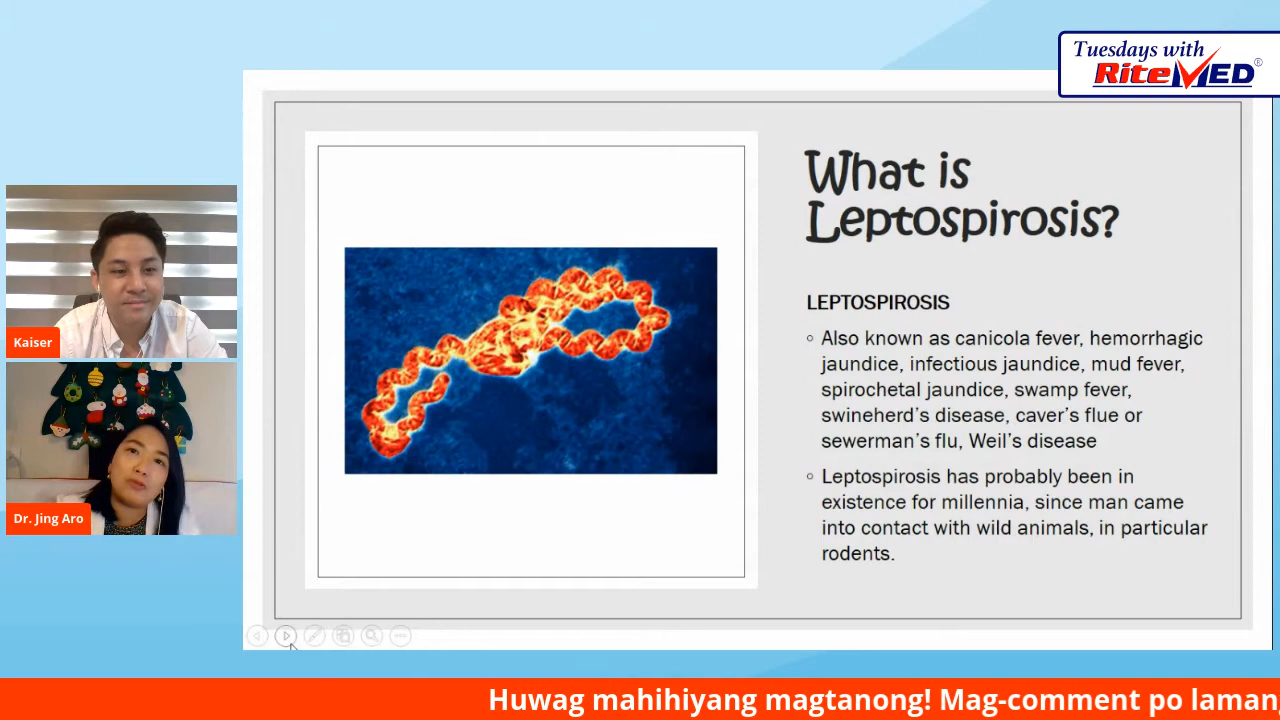 Tuesdays with
RITEMED®
What is
Leptospirosis?
LEPTOSPIROSIS
Also known as canicola fever, hemorrhagic
jaundice, infectious jaundice, mud fever,
spirochetal jaundice, swamp fever,
swineherd's disease, caver's flue or
sewerman's flu, Weil's disease
Leptospirosis has probably been in
existence for millennia, since man came
into contact with wild animals, in particular
rodents.
Kaiser
Dr. Jing Aro
Huwag mahihiyang magtanong! Mag-comment po laman